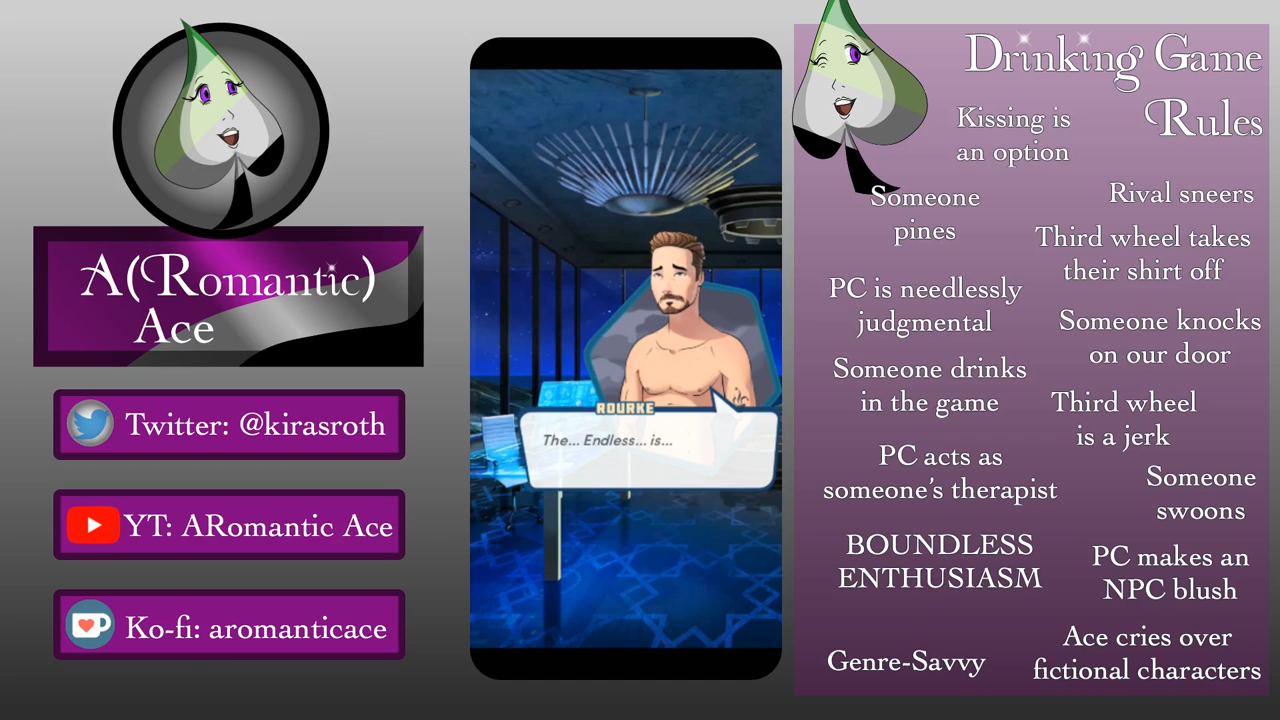 A(Romantic)
Ace
Twitter: @kirasroth
YT: ARomantic Ace
Ko-fi: aromanticace
ROURKE
The... Endless... is...
Drinking Game
Rules
Kissing is
an option
Someone
pines
Rival sneers
Third wheel takes
their shirt off
PC is needlessly
judgmental
Someone knocks
on our door
Someone drinks
in the game
Third wheel
is a jerk
PC acts as
someone's therapist
Someone
swoons
BOUNDLESS
ENTHUSIASM
PC makes an
NPC blush
Genre-Savvy
Ace cries over
fictional characters